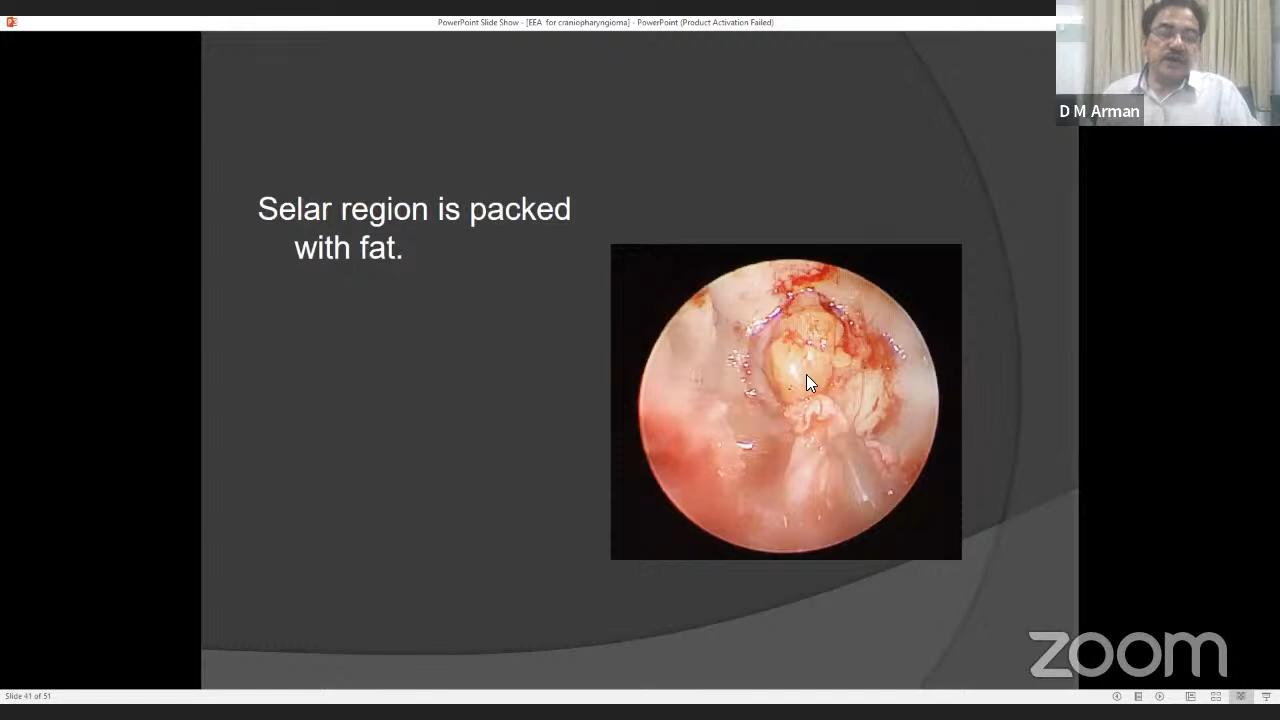 PowerPoint Slide Show - [EEA for craniopharyngioma] - PowerPoint (Product Activation Failed)
D M Arman
Selar region is packed
with fat.
zoom
Slide 41 of 51